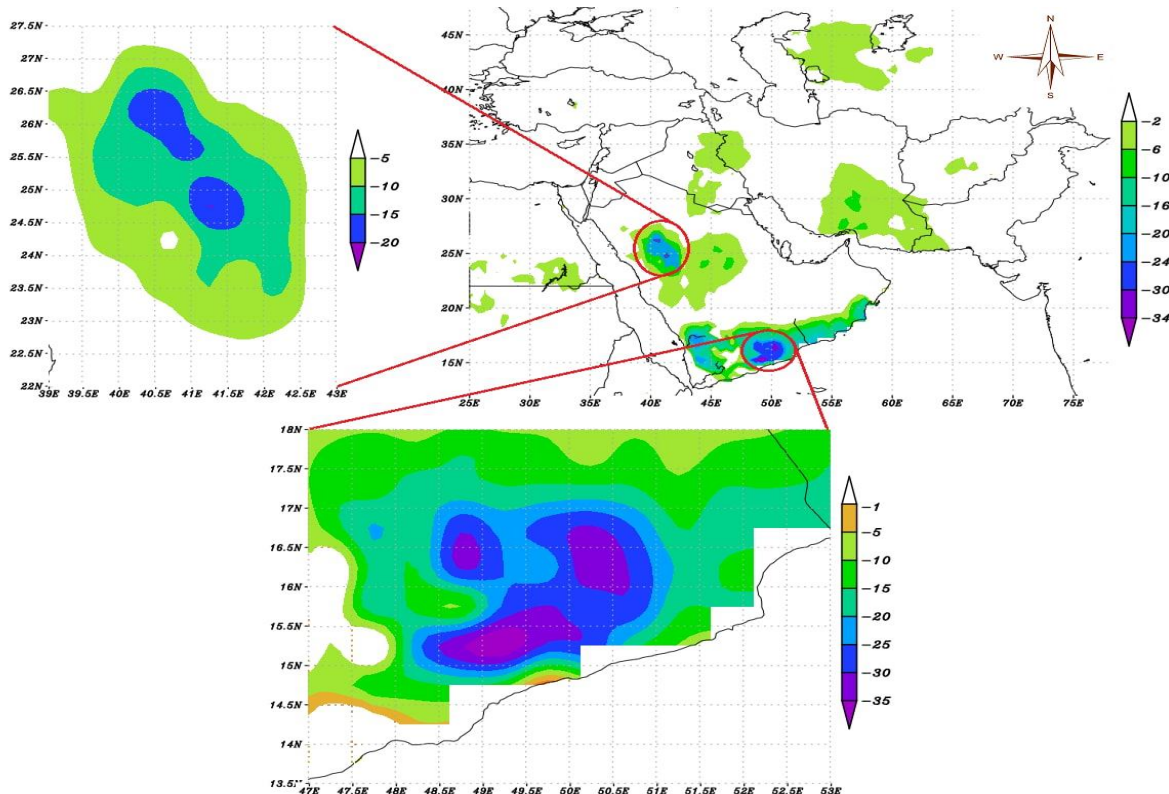 27.5N
27N
26.5N
26N
25.5N
25N
24.5N
24N
23.5N
23N
22.5N
22N
39E 39.5E 40E 40.5E 41E 41.5E 42E 42.5E 43E
-5
-10
-15
-20
45N
40N
35N
30N
25N
20N
15N
25E 30E 35E 40E 45E 50E 55E 60E 65E 70E 75E
N
W E
S
-2
-6
-10
-16
-20
-24
-30
-34
18N
17.5N
17N
16.5N
16N
15.5N
15N
14.5N
14N
13.5N
47E 47.5E 48E 48.5E 49E 49.5E 50E 50.5E 51E 51.5E 52E 52.5E 53E
-1
-5
-10
-15
-20
-25
-30
-35